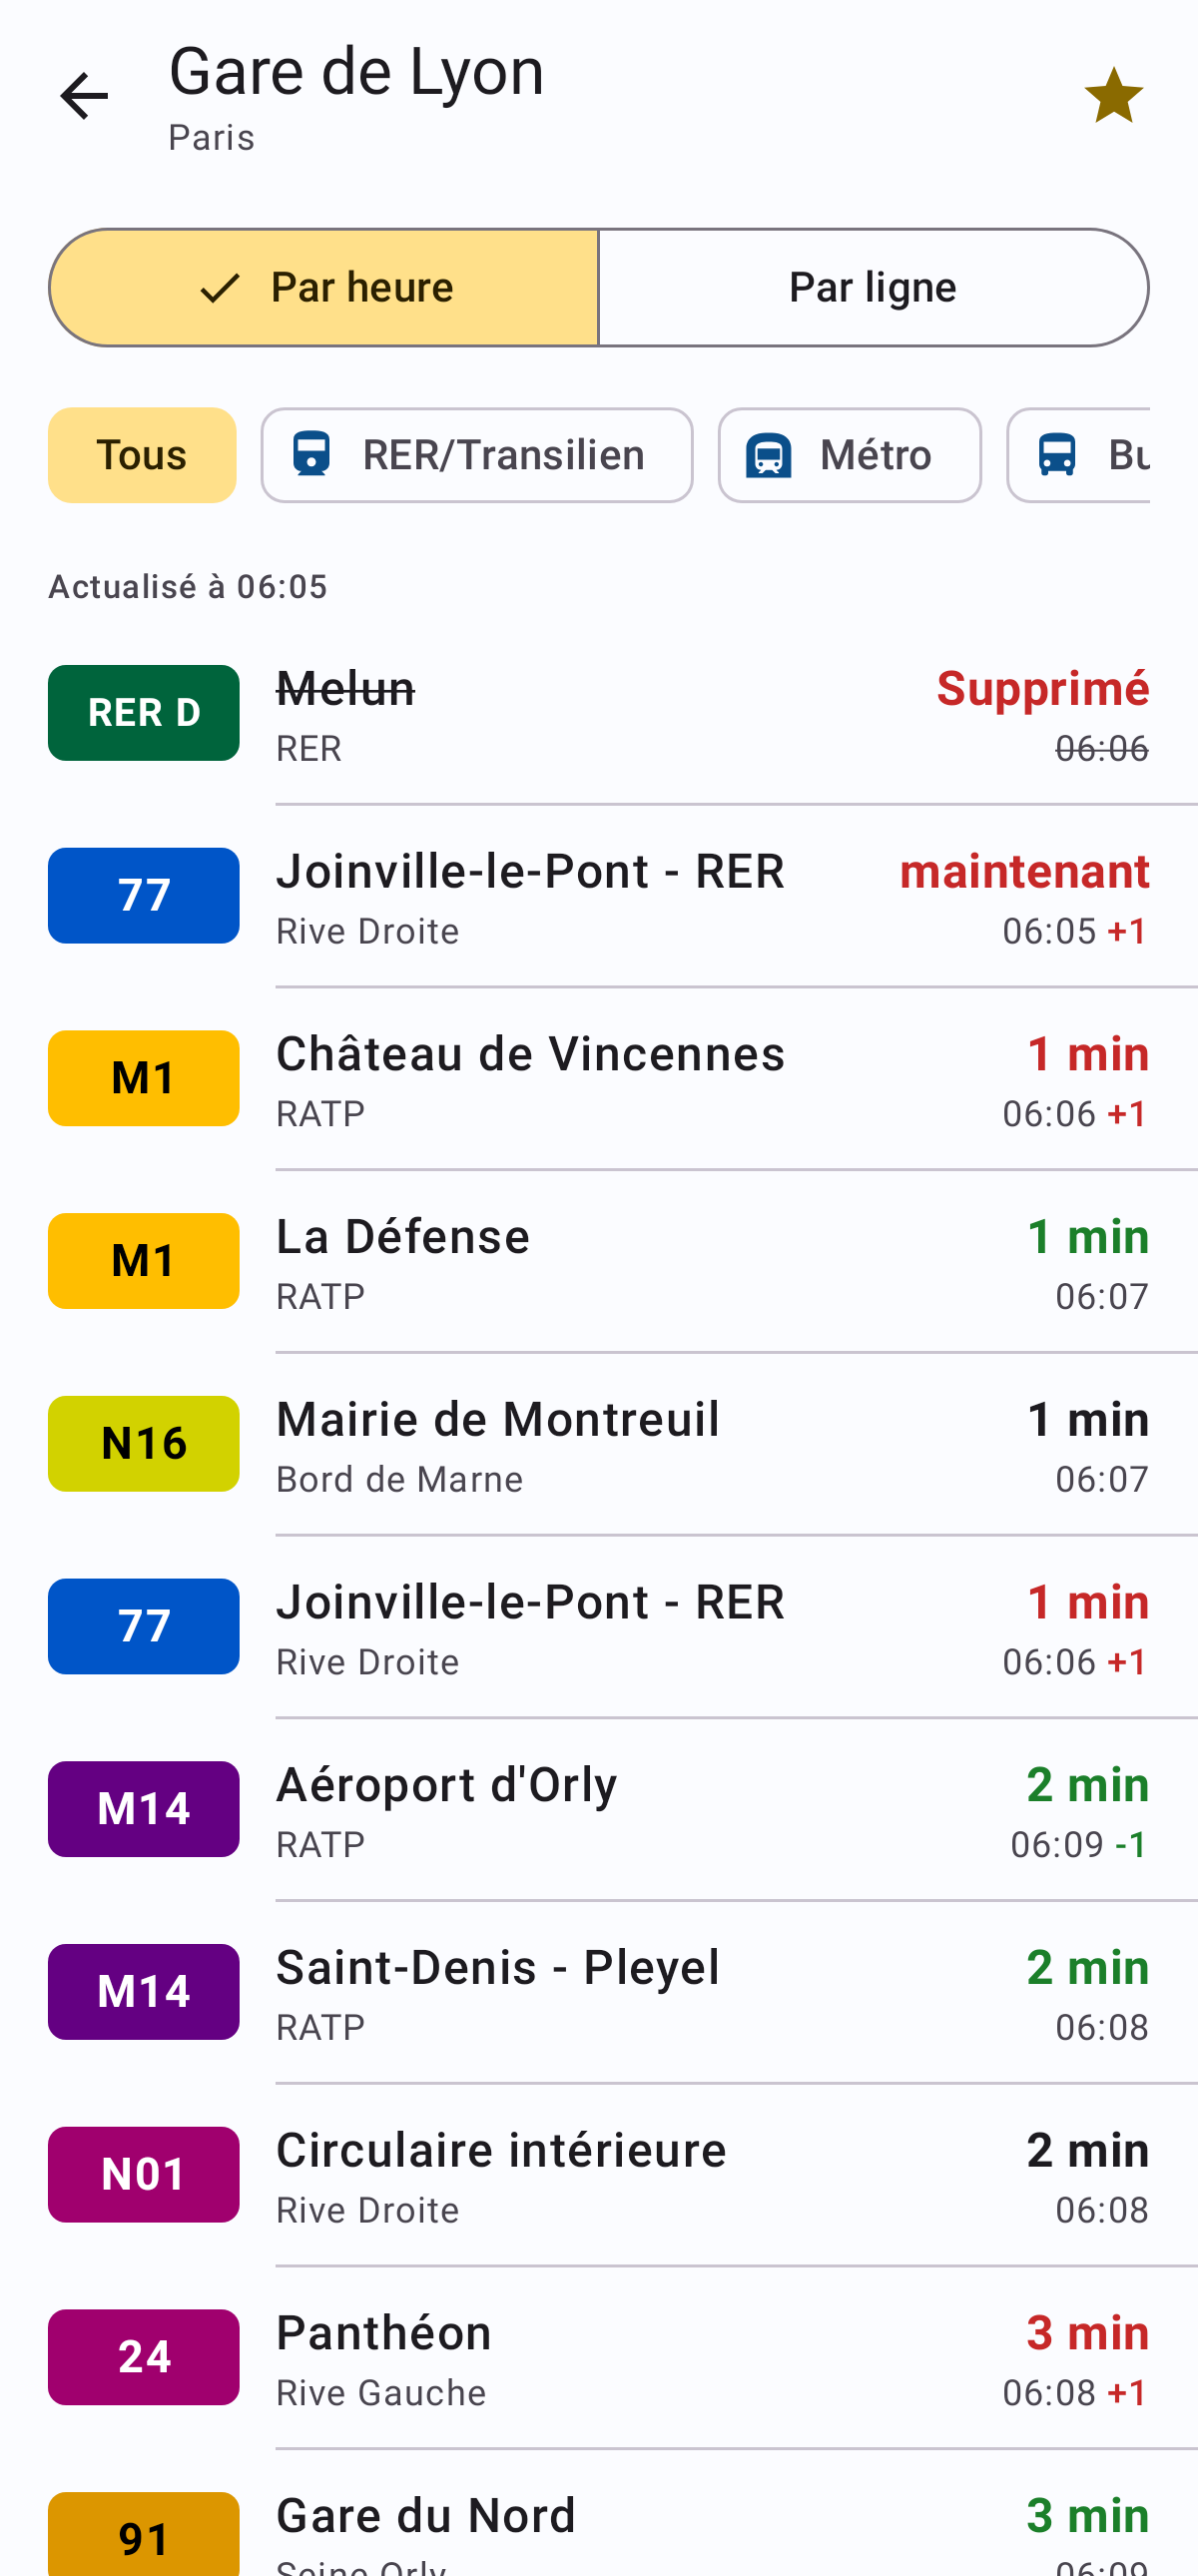 Gare de Lyon
Paris
Par heure
Par ligne
Tous
RER/Transilien
Métro
Bu
Actualisé à 06:05
RER D
Melun
Supprimé
RER
06:06
77
Joinville-le-Pont - RER
maintenant
Rive Droite
06:05 +1
M1
Château de Vincennes
1 min
RATP
06:06 +1
M1
La Défense
1 min
RATP
06:07
N16
Mairie de Montreuil
1 min
Bord de Marne
06:07
77
Joinville-le-Pont - RER
1 min
Rive Droite
06:06 +1
M14
Aéroport d'Orly
2 min
RATP
06:09 -1
M14
Saint-Denis - Pleyel
2 min
RATP
06:08
N01
Circulaire intérieure
2 min
Rive Droite
06:08
24
Panthéon
3 min
Rive Gauche
06:08 +1
91
Gare du Nord
3 min
Seine Orly
06:09